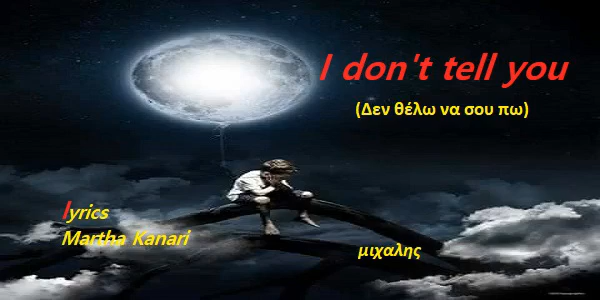 I don't tell you
(Δεν θέλω να σου πω)
lyrics
Martha Kanari
μιχαλης